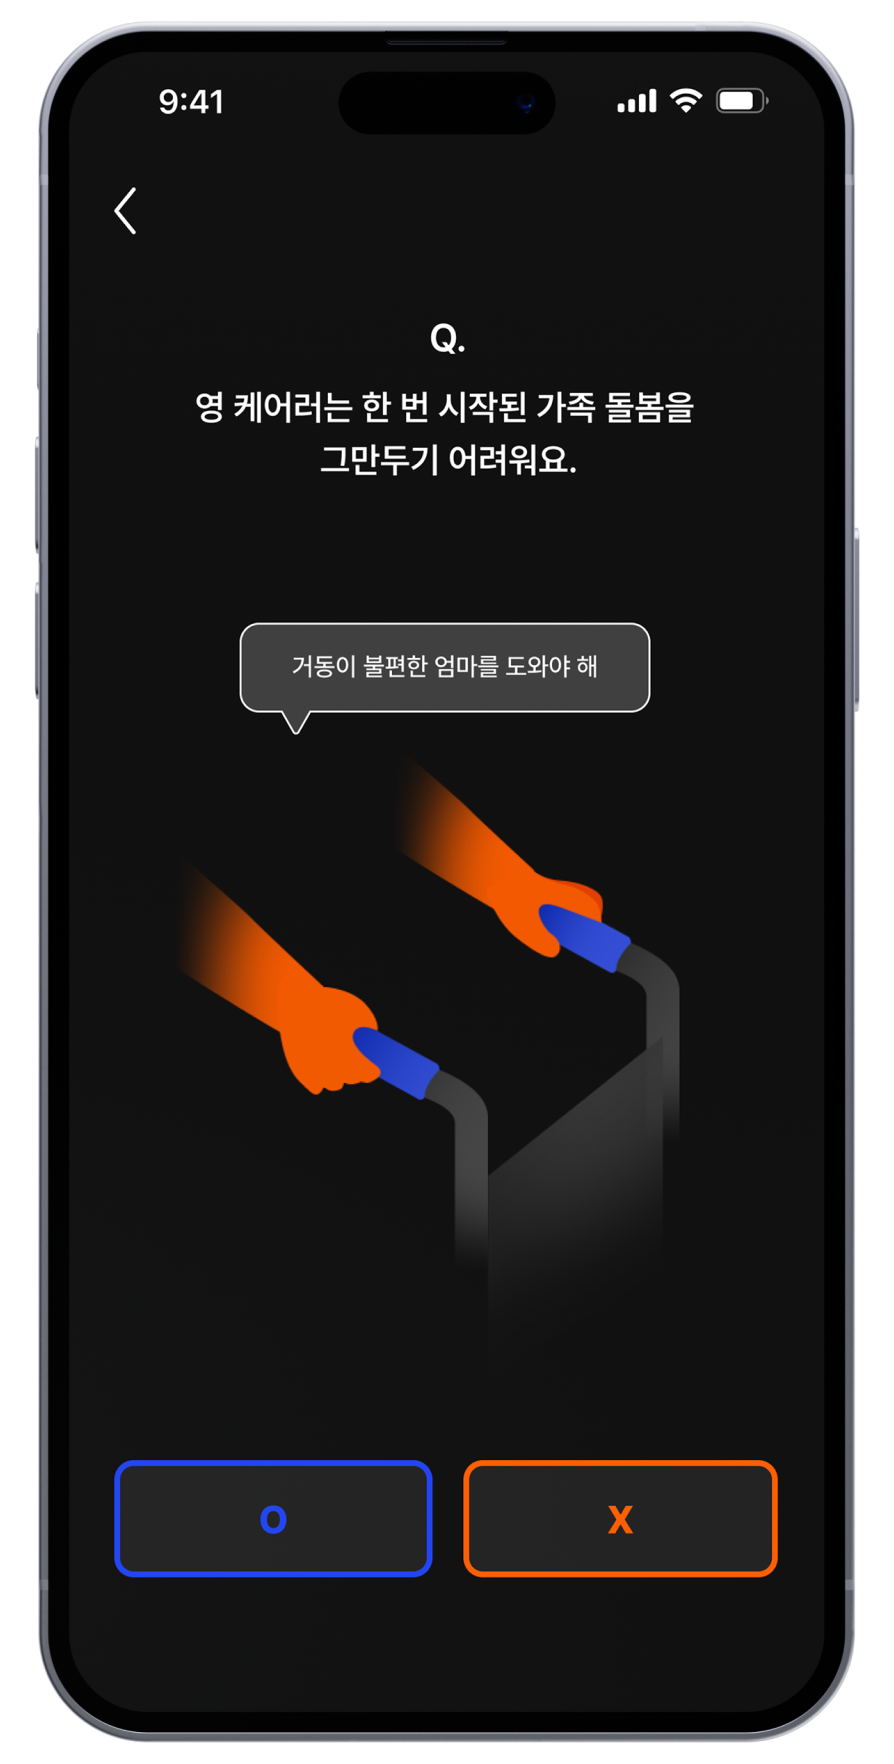 9:41
Q.
영 케어러는 한 번 시작된 가족 돌봄을
그만두기 어려워요.
거동이 불편한 엄마를 도와야 해
O
X